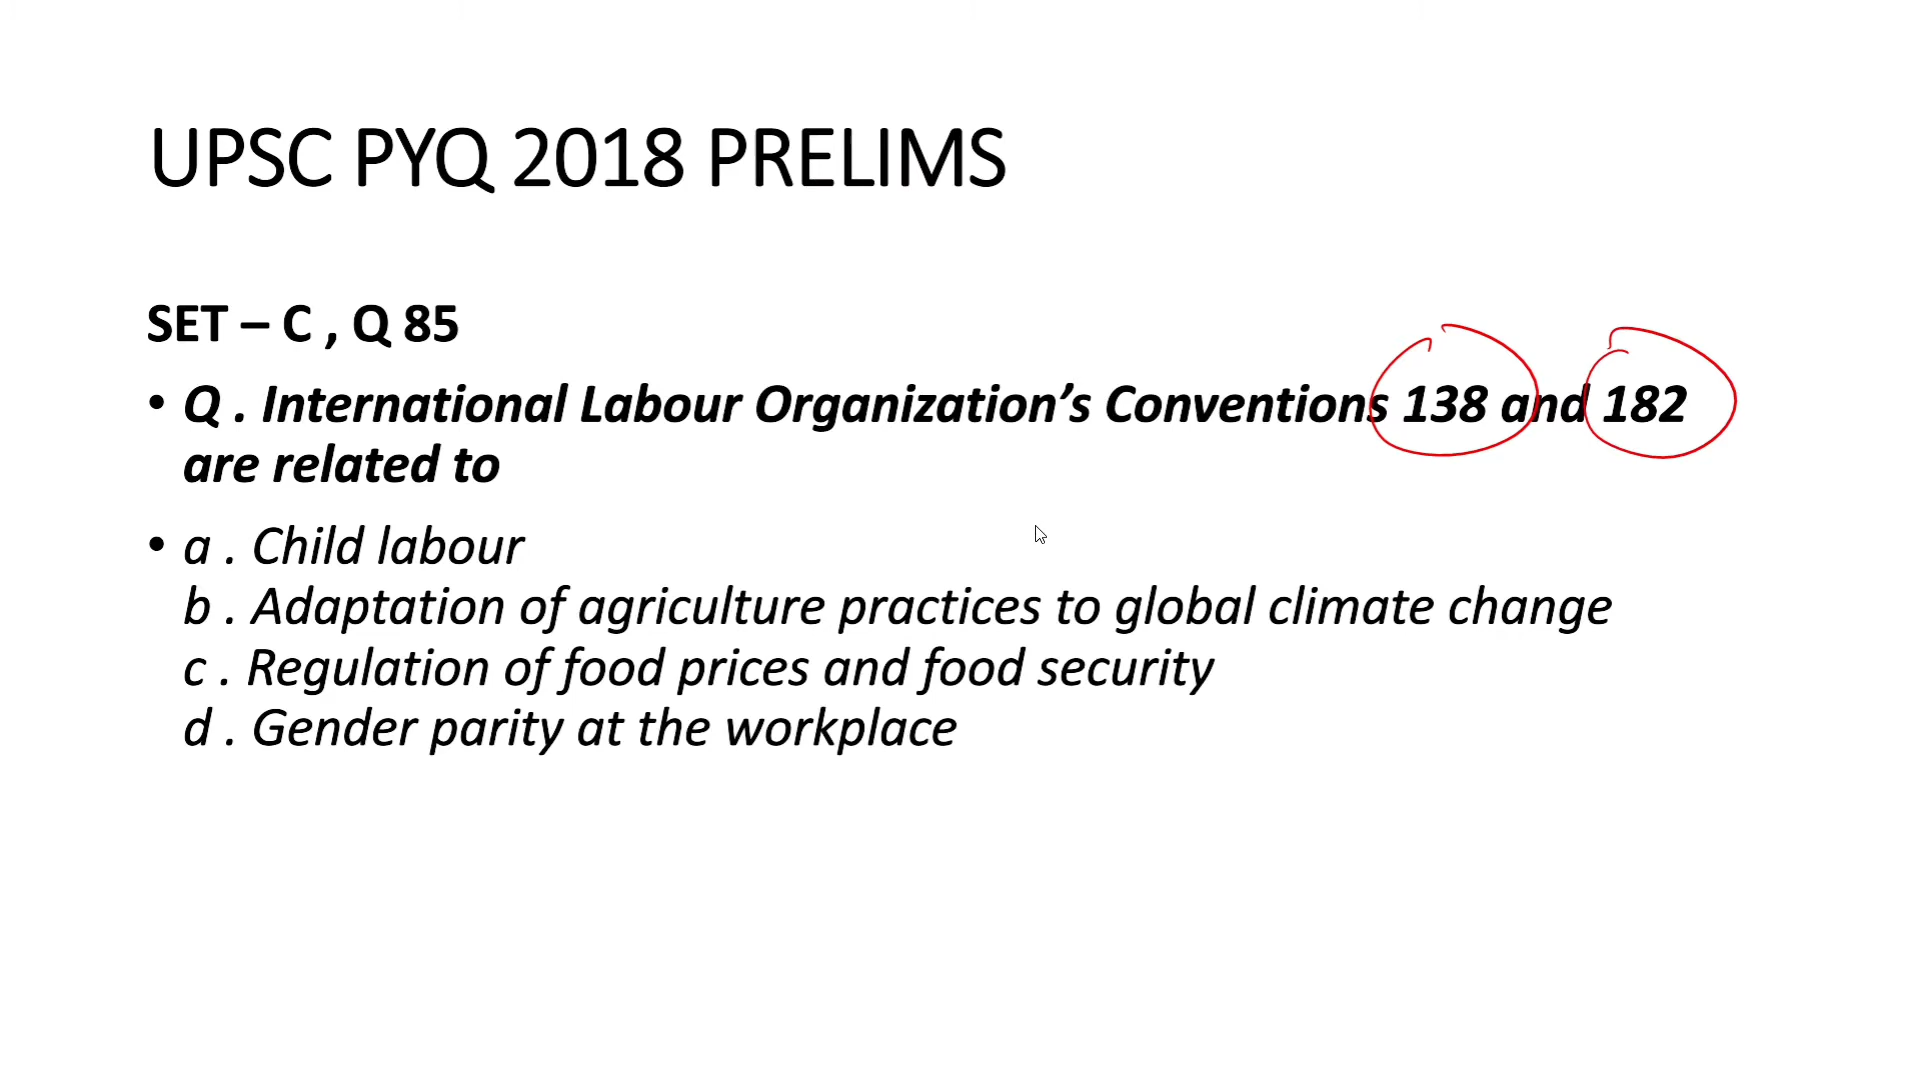 UPSC PYQ 2018 PRELIMS
SET – C , Q 85
• Q . International Labour Organization’s Conventions 138 and 182
are related to
• a . Child labour
b . Adaptation of agriculture practices to global climate change
c . Regulation of food prices and food security
d . Gender parity at the workplace